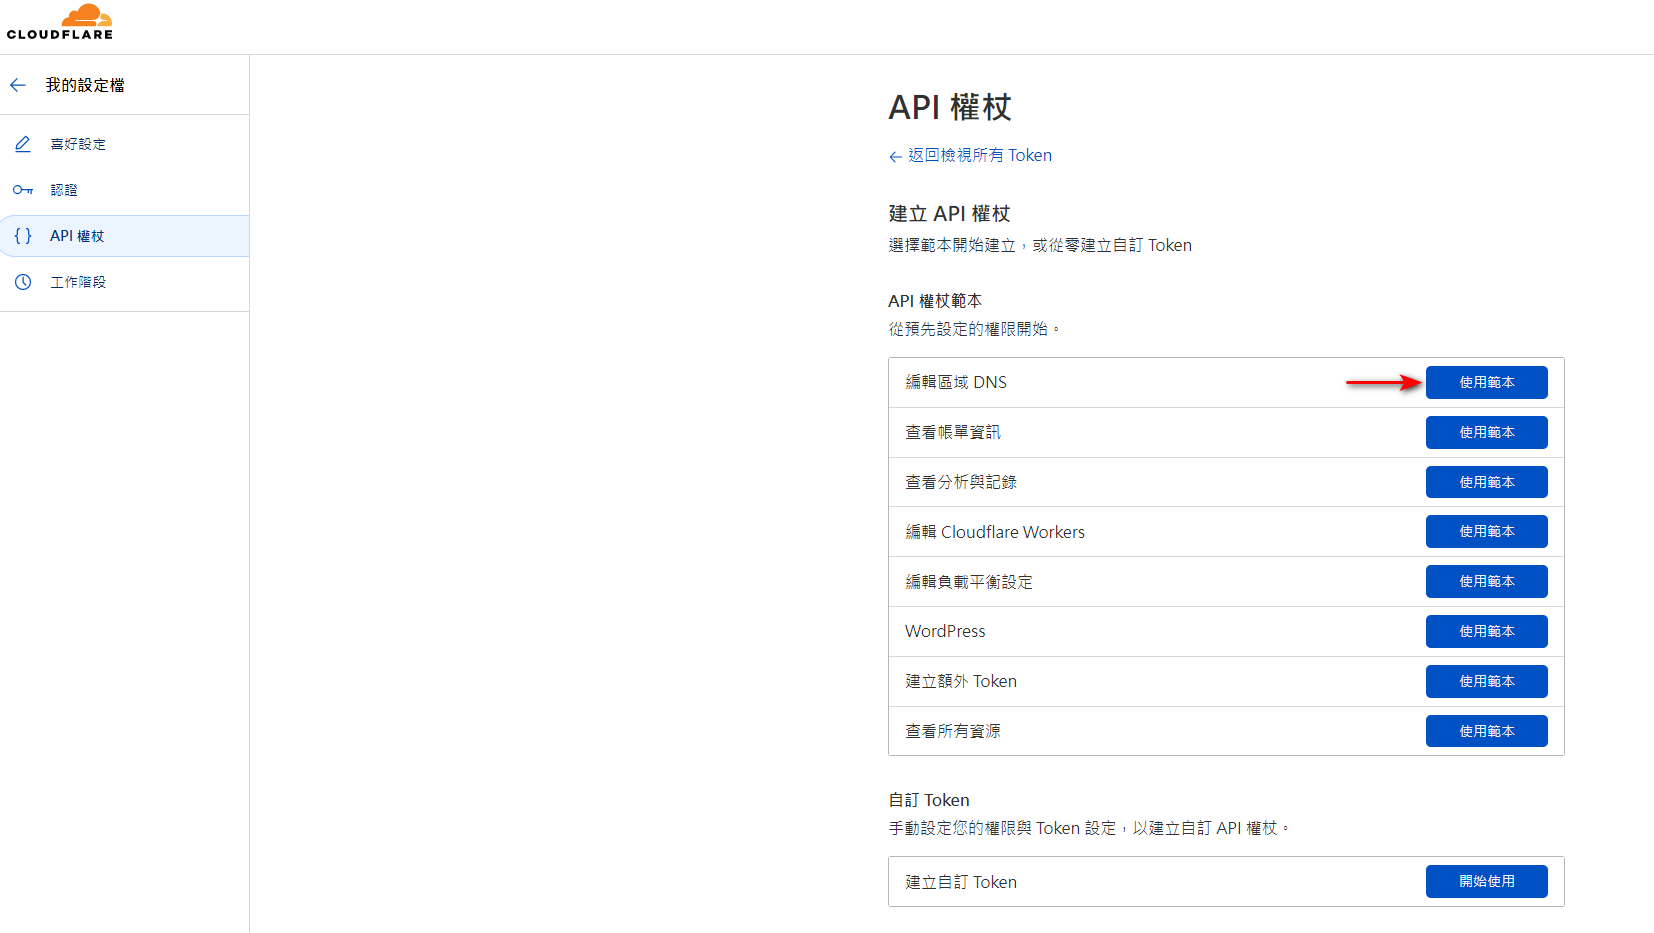 CLOUDFLARE
我的設定檔
喜好設定
認證
API 權杖
工作階段
API 權杖
← 返回檢視所有 Token
建立 API 權杖
選擇範本開始建立，或從零建立自訂 Token
API 權杖範本
從預先設定的權限開始。
編輯區域 DNS 使用範本
查看帳單資訊 使用範本
查看分析與記錄 使用範本
編輯 Cloudflare Workers 使用範本
編輯負載平衡設定 使用範本
WordPress 使用範本
建立額外 Token 使用範本
查看所有資源 使用範本
自訂 Token
手動設定您的權限與 Token 設定，以建立自訂 API 權杖。
建立自訂 Token 開始使用